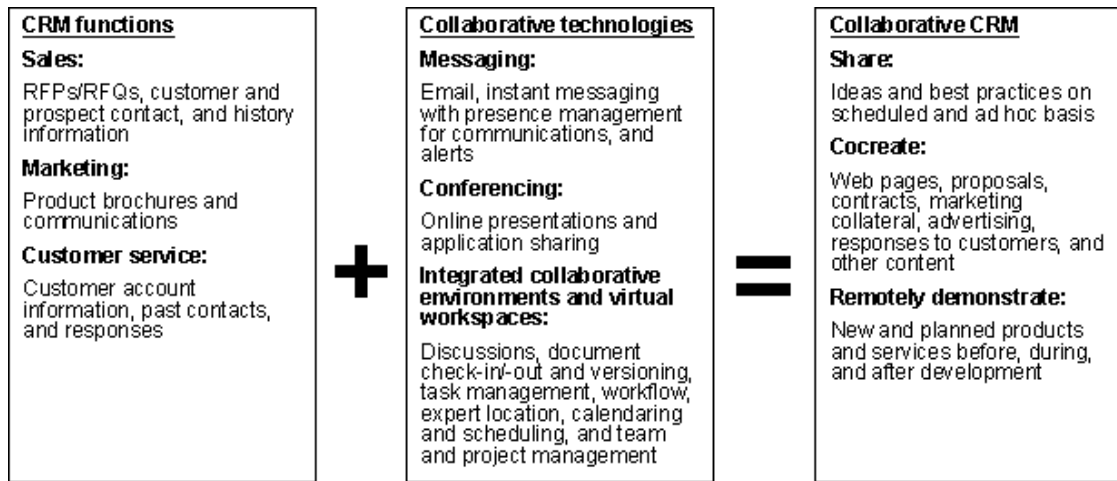 CRM functions
Sales:
RFPs/RFQs, customer and
prospect contact, and history
information
Marketing:
Product brochures and
communications
Customer service:
Customer account
information, past contacts,
and responses
+
Collaborative technologies
Messaging:
Email, instant messaging
with presence management
for communications, and
alerts
Conferencing:
Online presentations and
application sharing
Integrated collaborative
environments and virtual
workspaces:
Discussions, document
check-in/-out and versioning,
task management, workflow,
expert location, calendaring
and scheduling, and team
and project management
=
Collaborative CRM
Share:
Ideas and best practices on
scheduled and ad hoc basis
Cocreate:
Web pages, proposals,
contracts, marketing
collateral, advertising,
responses to customers, and
other content
Remotely demonstrate:
New and planned products
and services before, during,
and after development